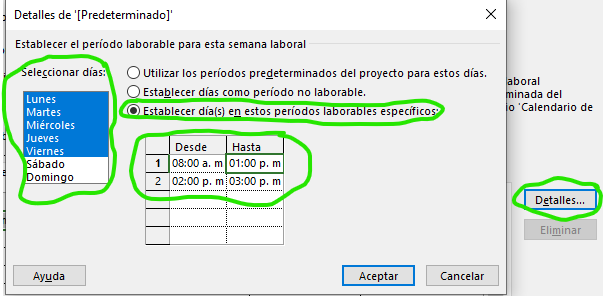 Detalles de '[Predeterminado]'
Establecer el período laborable para esta semana laboral
Seleccionar días:
Lunes
Martes
Miércoles
Jueves
Viernes
Sábado
Domingo
Utilizar los períodos predeterminados del proyecto para estos días.
Establecer días como período no laborable.
Establecer día(s) en estos períodos laborables específicos:
Desde Hasta
1 08:00 a. m 01:00 p. m
2 02:00 p. m 03:00 p. m
Ayuda
Aceptar
Cancelar
aboral
minada del
io 'Calendario de
Detalles...
Eliminar